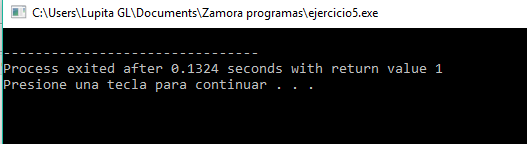 C:\Users\Lupita GL\Documents\Zamora programas\ejercicio5.exe
--------------------------------
Process exited after 0.1324 seconds with return value 1
Presione una tecla para continuar . . .